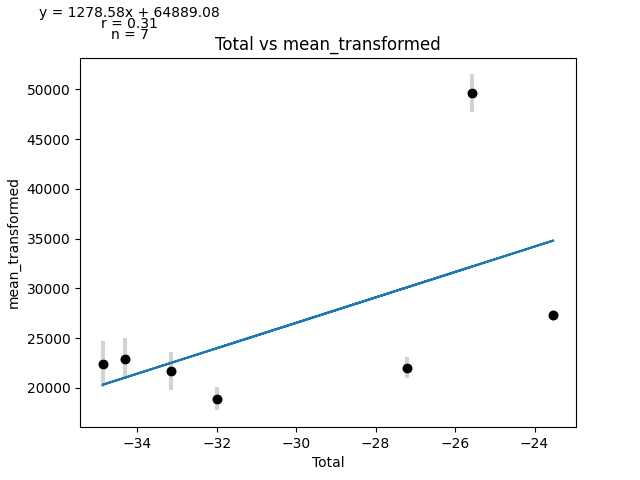 y = 1278.58x + 64889.08
r = 0.31
n = 7
Total vs mean_transformed
mean_transformed
50000
45000
40000
35000
30000
25000
20000
−34
−32
−30
−28
−26
−24
Total